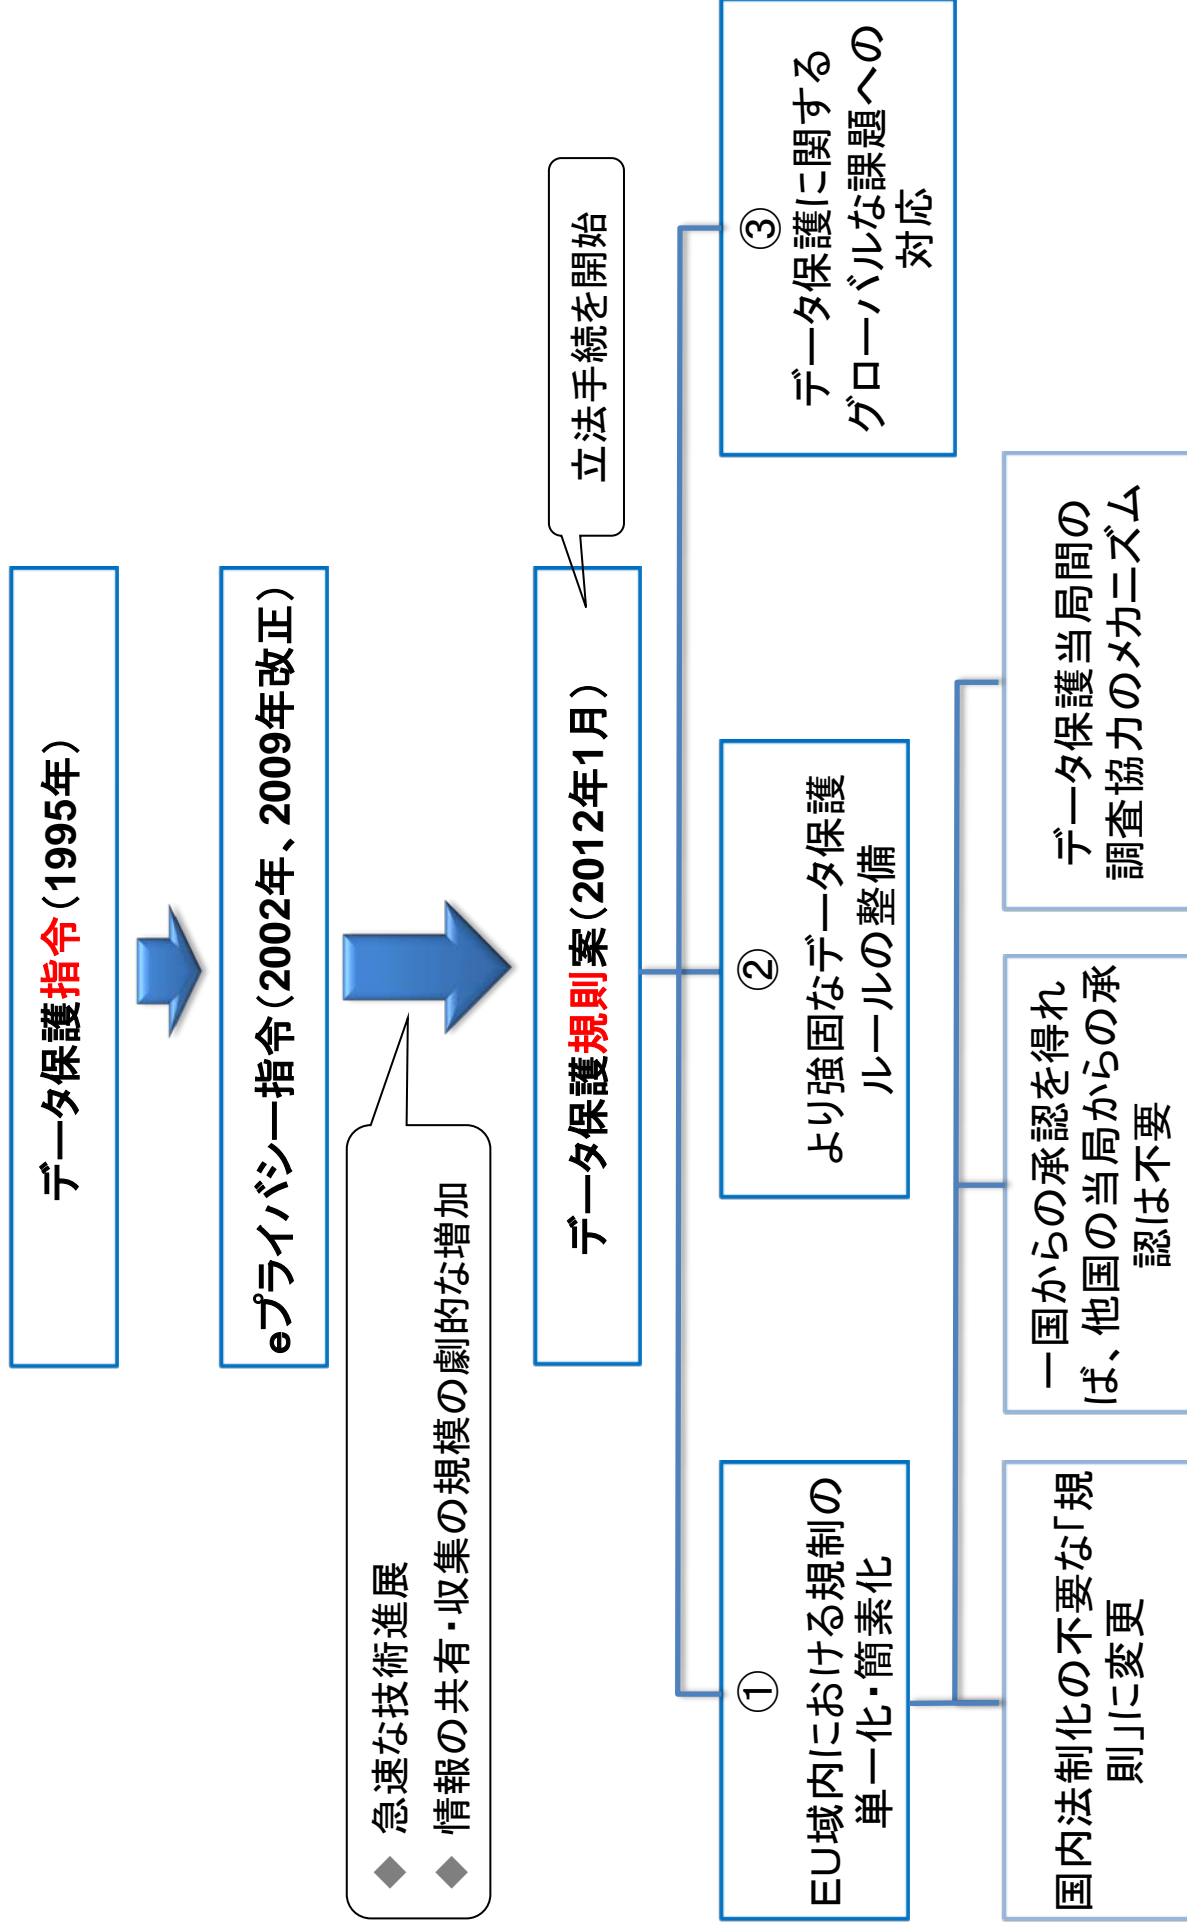 データ保護指令（1995年）
eプライバシー指令（2002年、2009年改正）
◆ 急速な技術進展
◆ 情報の共有・収集の規模の劇的な増加
データ保護規則案（2012年1月）
立法手続を開始
①
EU域内における規制の
単一化・簡素化
②
より強固なデータ保護
ルールの整備
③
データ保護に関する
グローバルな課題への
対応
国内法制化の不要な「規
則」に変更
一国からの承認を得れ
ば、他国の当局からの承
認は不要
データ保護当局間の
調査協力のメカニズム